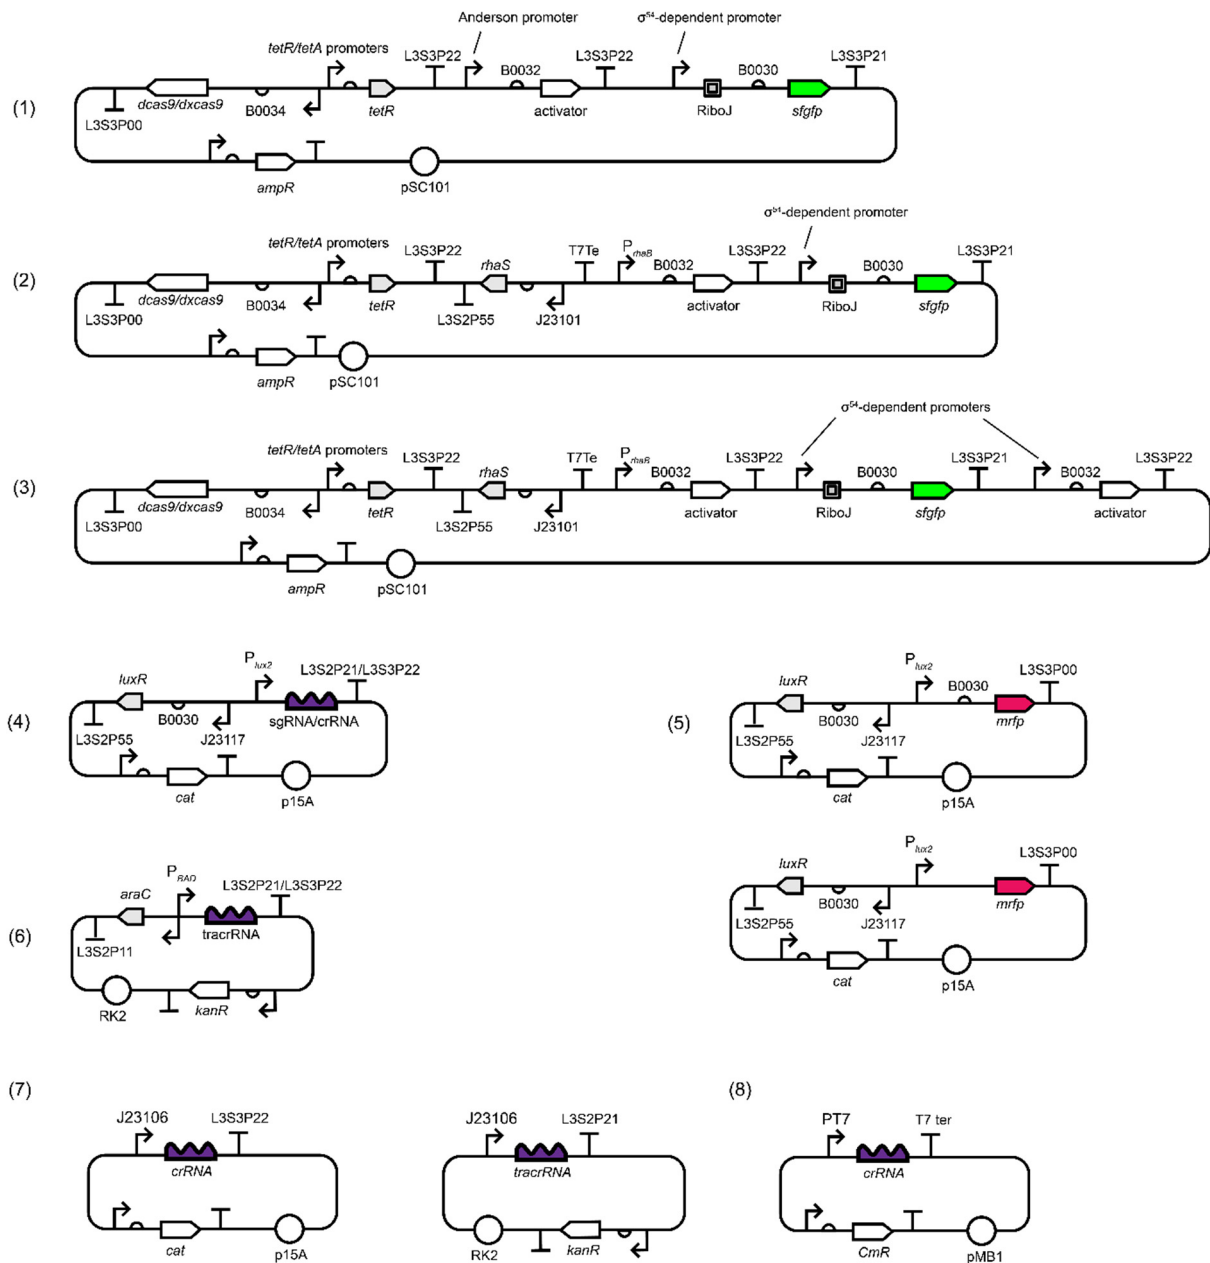 Anderson promoter
σ54-dependent promoter
tetR/tetA promoters
L3S3P22
L3S3P22
B0032
B0030
L3S3P21
(1)
dcas9/dxcas9
B0034
tetR
activator
RiboJ
sfgfp
L3S3P00
ampR
pSC101
σ54-dependent promoter
tetR/tetA promoters
L3S3P22
rhaS
T7Te
PrhaB
B0032
L3S3P22
B0030
L3S3P21
(2)
dcas9/dxcas9
B0034
tetR
L3S2P55
J23101
activator
RiboJ
sfgfp
L3S3P00
ampR
pSC101
σ54-dependent promoters
tetR/tetA promoters
L3S3P22
rhaS
T7Te
PrhaB
B0032
L3S3P22
B0030
L3S3P21
B0032
L3S3P22
(3)
dcas9/dxcas9
B0034
tetR
L3S2P55
J23101
activator
RiboJ
sfgfp
activator
L3S3P00
ampR
pSC101
Plux2
L3S2P21/L3S3P22
luxR
(4)
B0030
sgRNA/crRNA
L3S2P55
J23117
cat
p15A
Plux2
L3S3P00
luxR
B0030
(5)
B0030
mrfp
L3S2P55
J23117
cat
p15A
Plux2
L3S3P00
luxR
B0030
mrfp
L3S2P55
J23117
cat
p15A
PBAD
araC
L3S2P21/L3S3P22
(6)
tracrRNA
L3S2P11
RK2
kanR
(7)
J23106
L3S3P22
crRNA
cat
p15A
J23106
L3S2P21
tracrRNA
RK2
kanR
(8)
PT7
T7 ter
crRNA
CmR
pMB1